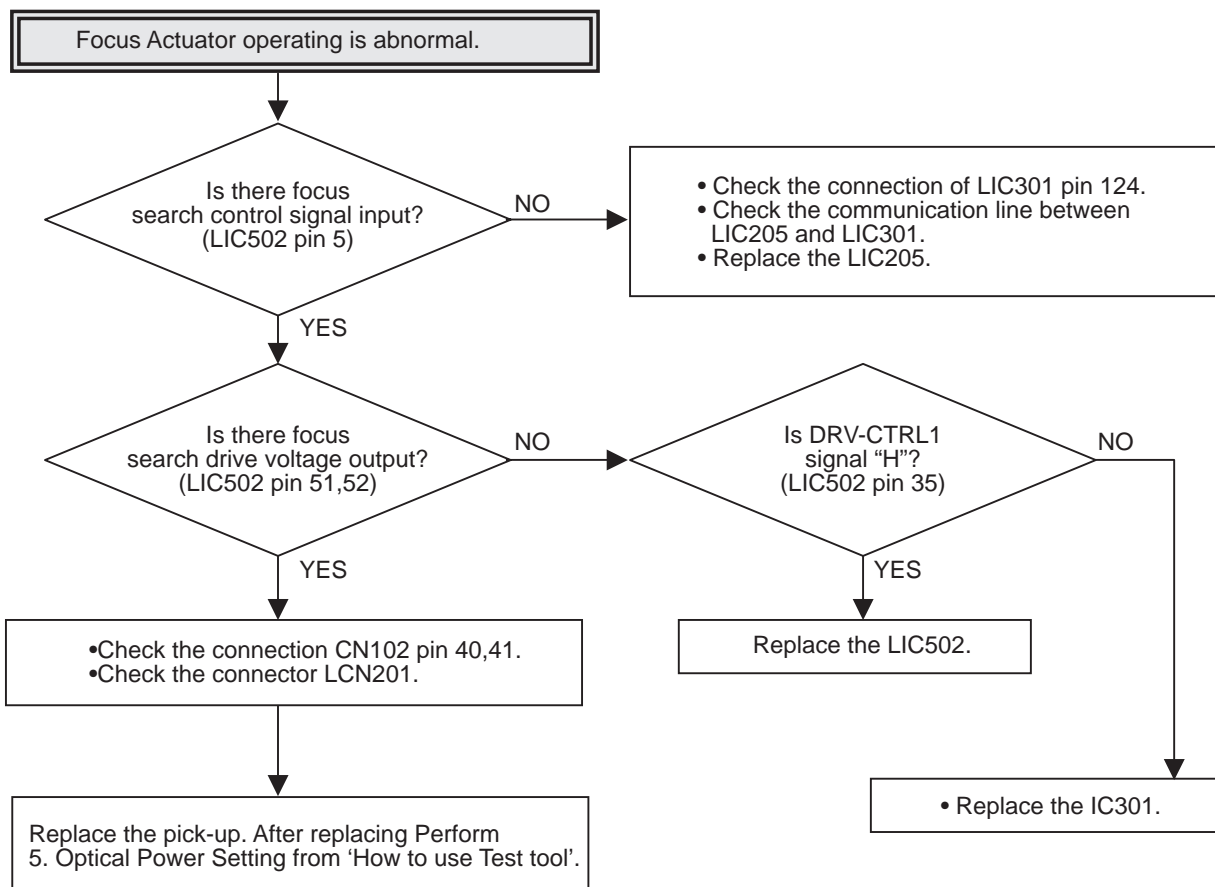 Focus Actuator operating is abnormal.
Is there focus
search control signal input?
(LIC502 pin 5)
NO
• Check the connection of LIC301 pin 124.
• Check the communication line between
LIC205 and LIC301.
• Replace the LIC205.
YES
Is there focus
search drive voltage output?
(LIC502 pin 51,52)
NO
Is DRV-CTRL1
signal “H”?
(LIC502 pin 35)
NO
YES
YES
•Check the connection CN102 pin 40,41.
•Check the connector LCN201.
Replace the LIC502.
• Replace the IC301.
Replace the pick-up. After replacing Perform
5. Optical Power Setting from ‘How to use Test tool’.